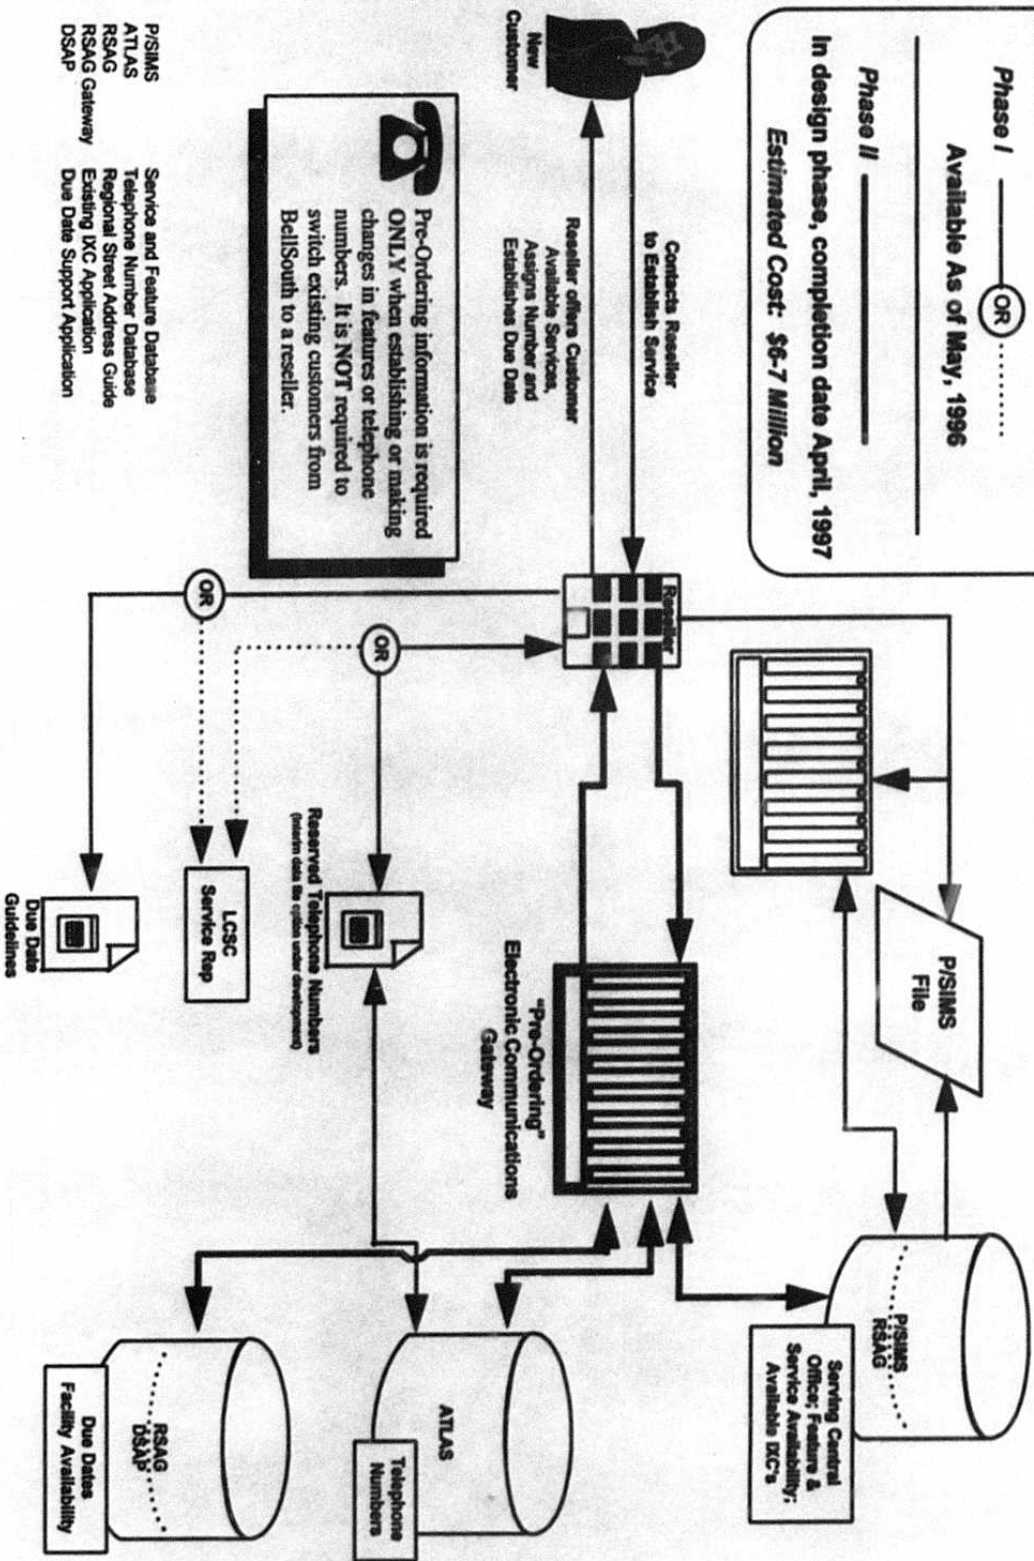 Phase I
OR
Available As of May, 1996
Phase II
In design phase, completion date April, 1997
Estimated Cost: $6-7 Million
New
Customer
Contacts Reseller
to Establish Service
Reseller offers Customer
Available Services,
Assigns Number and
Establishes Due Date
Reseller
P/SIMS
File
P/SIMS
RSAG
Serving Central
Office; Feature &
Service Availability;
Available IXC's
"Pre-Ordering"
Electronic Communications
Gateway
OR
Reserved Telephone Numbers
(Interim data file option under development)
ATLAS
Telephone
Numbers
OR
LCSC
Service Rep
Due Date
Guidelines
RSAG
DSAP
Due Dates
Facility Availability
Pre-Ordering information is required
ONLY when establishing or making
changes in features or telephone
numbers. It is NOT required to
switch existing customers from
BellSouth to a reseller.
P/SIMS Service and Feature Database
ATLAS Telephone Number Database
RSAG Regional Street Address Guide
RSAG Gateway Existing IXC Application
DSAP Due Date Support Application